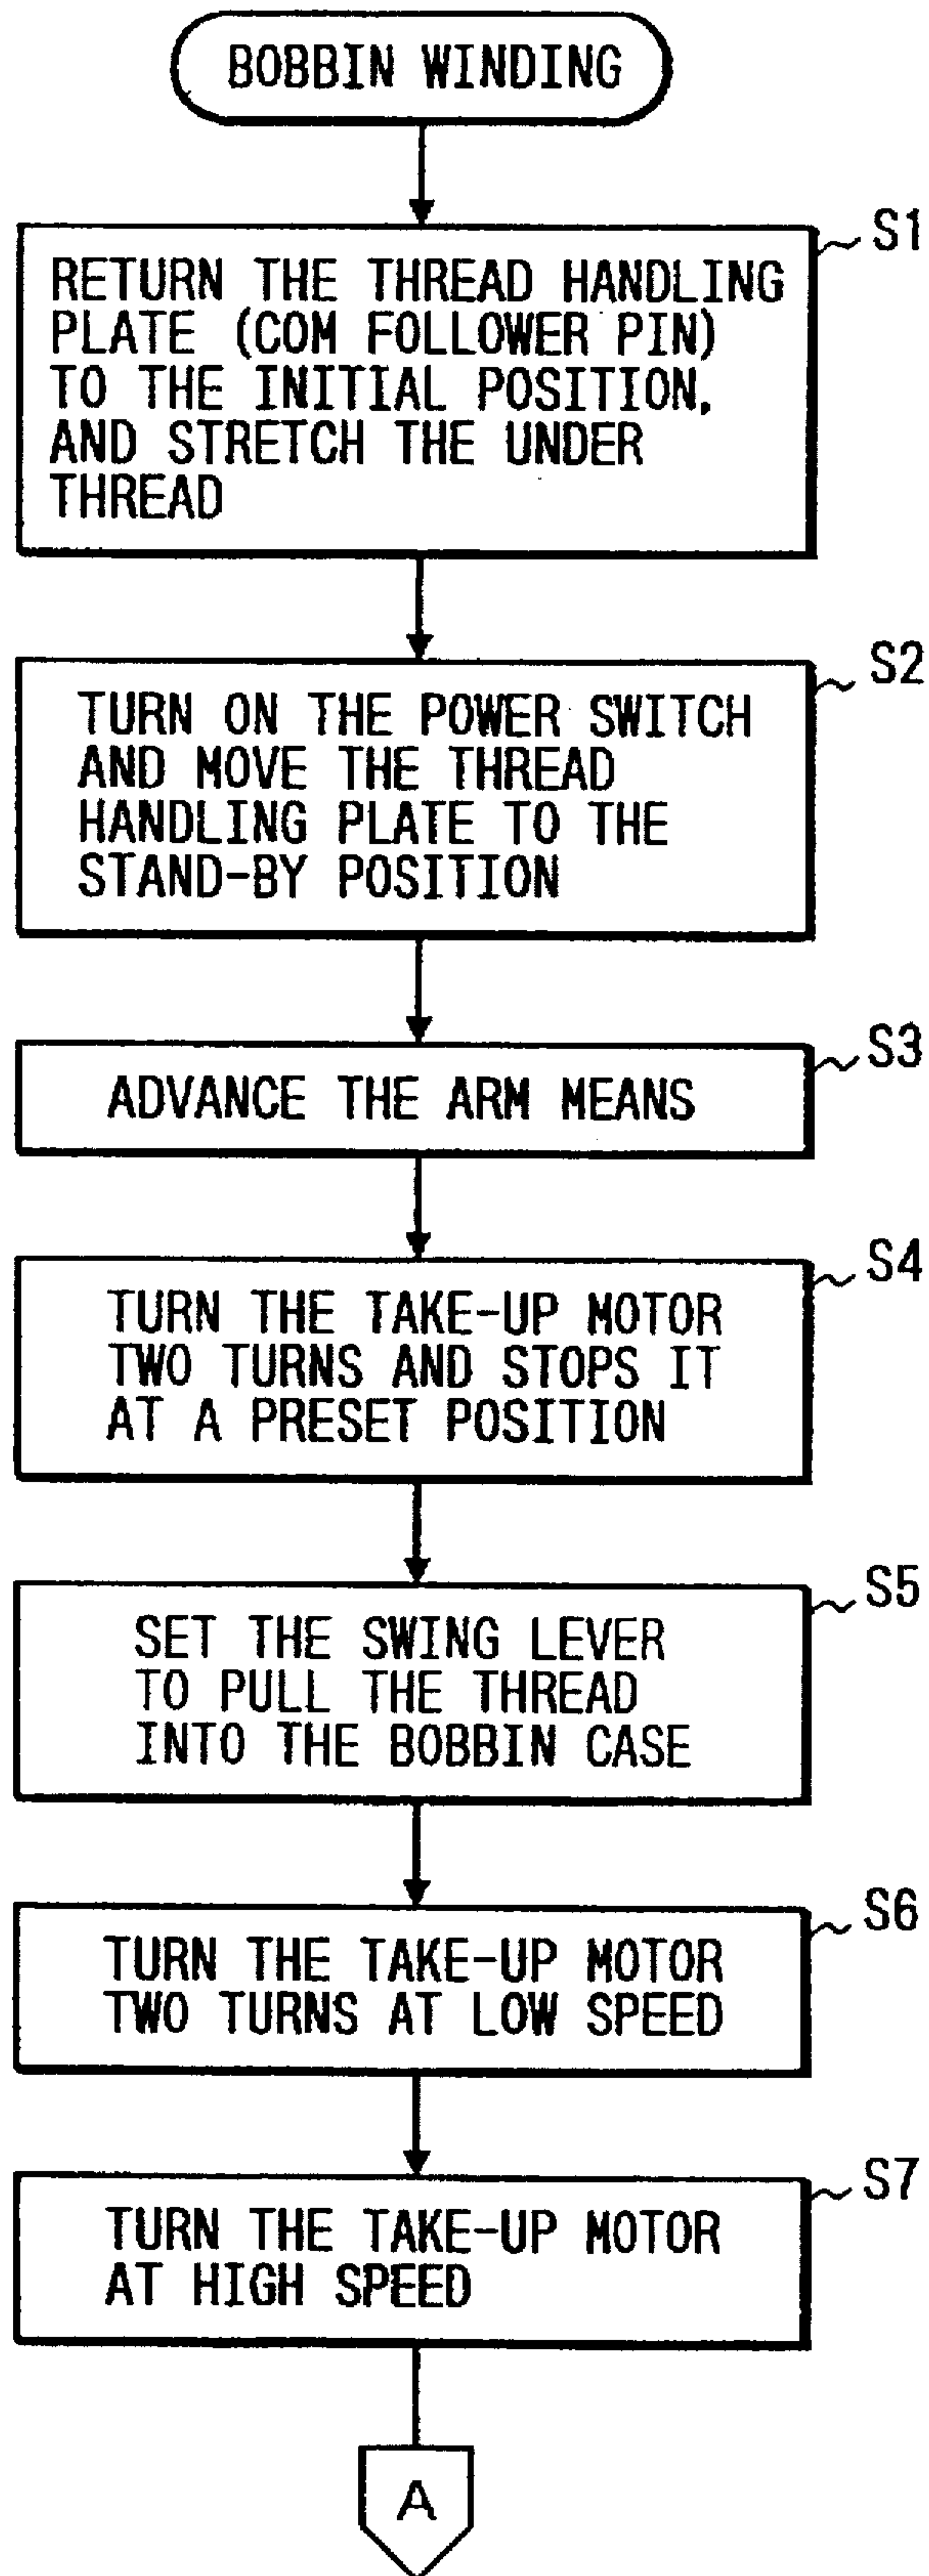 BOBBIN WINDING
S1
RETURN THE THREAD HANDLING
PLATE (COM FOLLOWER PIN)
TO THE INITIAL POSITION,
AND STRETCH THE UNDER
THREAD
S2
TURN ON THE POWER SWITCH
AND MOVE THE THREAD
HANDLING PLATE TO THE
STAND-BY POSITION
S3
ADVANCE THE ARM MEANS
S4
TURN THE TAKE-UP MOTOR
TWO TURNS AND STOPS IT
AT A PRESET POSITION
S5
SET THE SWING LEVER
TO PULL THE THREAD
INTO THE BOBBIN CASE
S6
TURN THE TAKE-UP MOTOR
TWO TURNS AT LOW SPEED
S7
TURN THE TAKE-UP MOTOR
AT HIGH SPEED
A